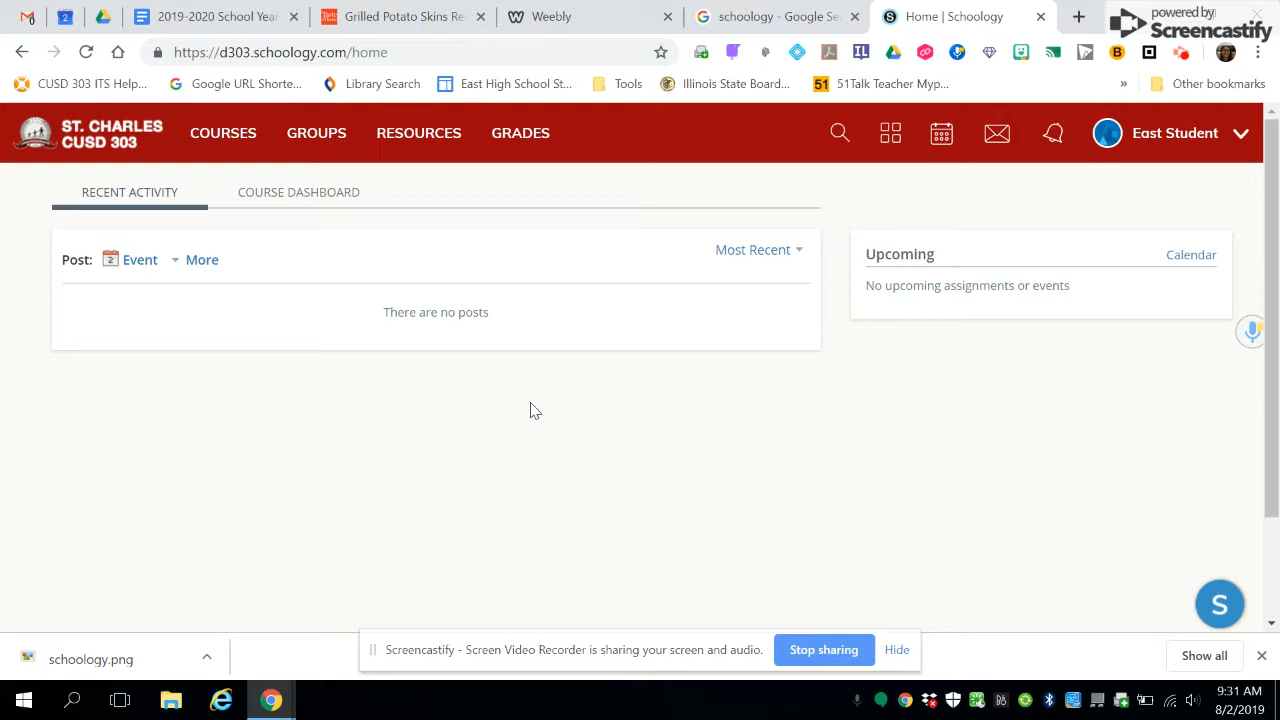 2019-2020 School Year
Grilled Potato Skins Re
Weebly
schoology - Google Se
Home | Schoology
powered by
Screencastify
https://d303.schoology.com/home
CUSD 303 ITS Help...
Google URL Shorte...
Library Search
East High School St...
Tools
Illinois State Board...
51Talk Teacher Myp...
»
Other bookmarks
ST. CHARLES
CUSD 303
COURSES
GROUPS
RESOURCES
GRADES
East Student
RECENT ACTIVITY
COURSE DASHBOARD
Post:
Event
More
Most Recent
There are no posts
Upcoming
Calendar
No upcoming assignments or events
S
schoology.png
Screencastify - Screen Video Recorder is sharing your screen and audio.
Stop sharing
Hide
Show all
9:31 AM
8/2/2019